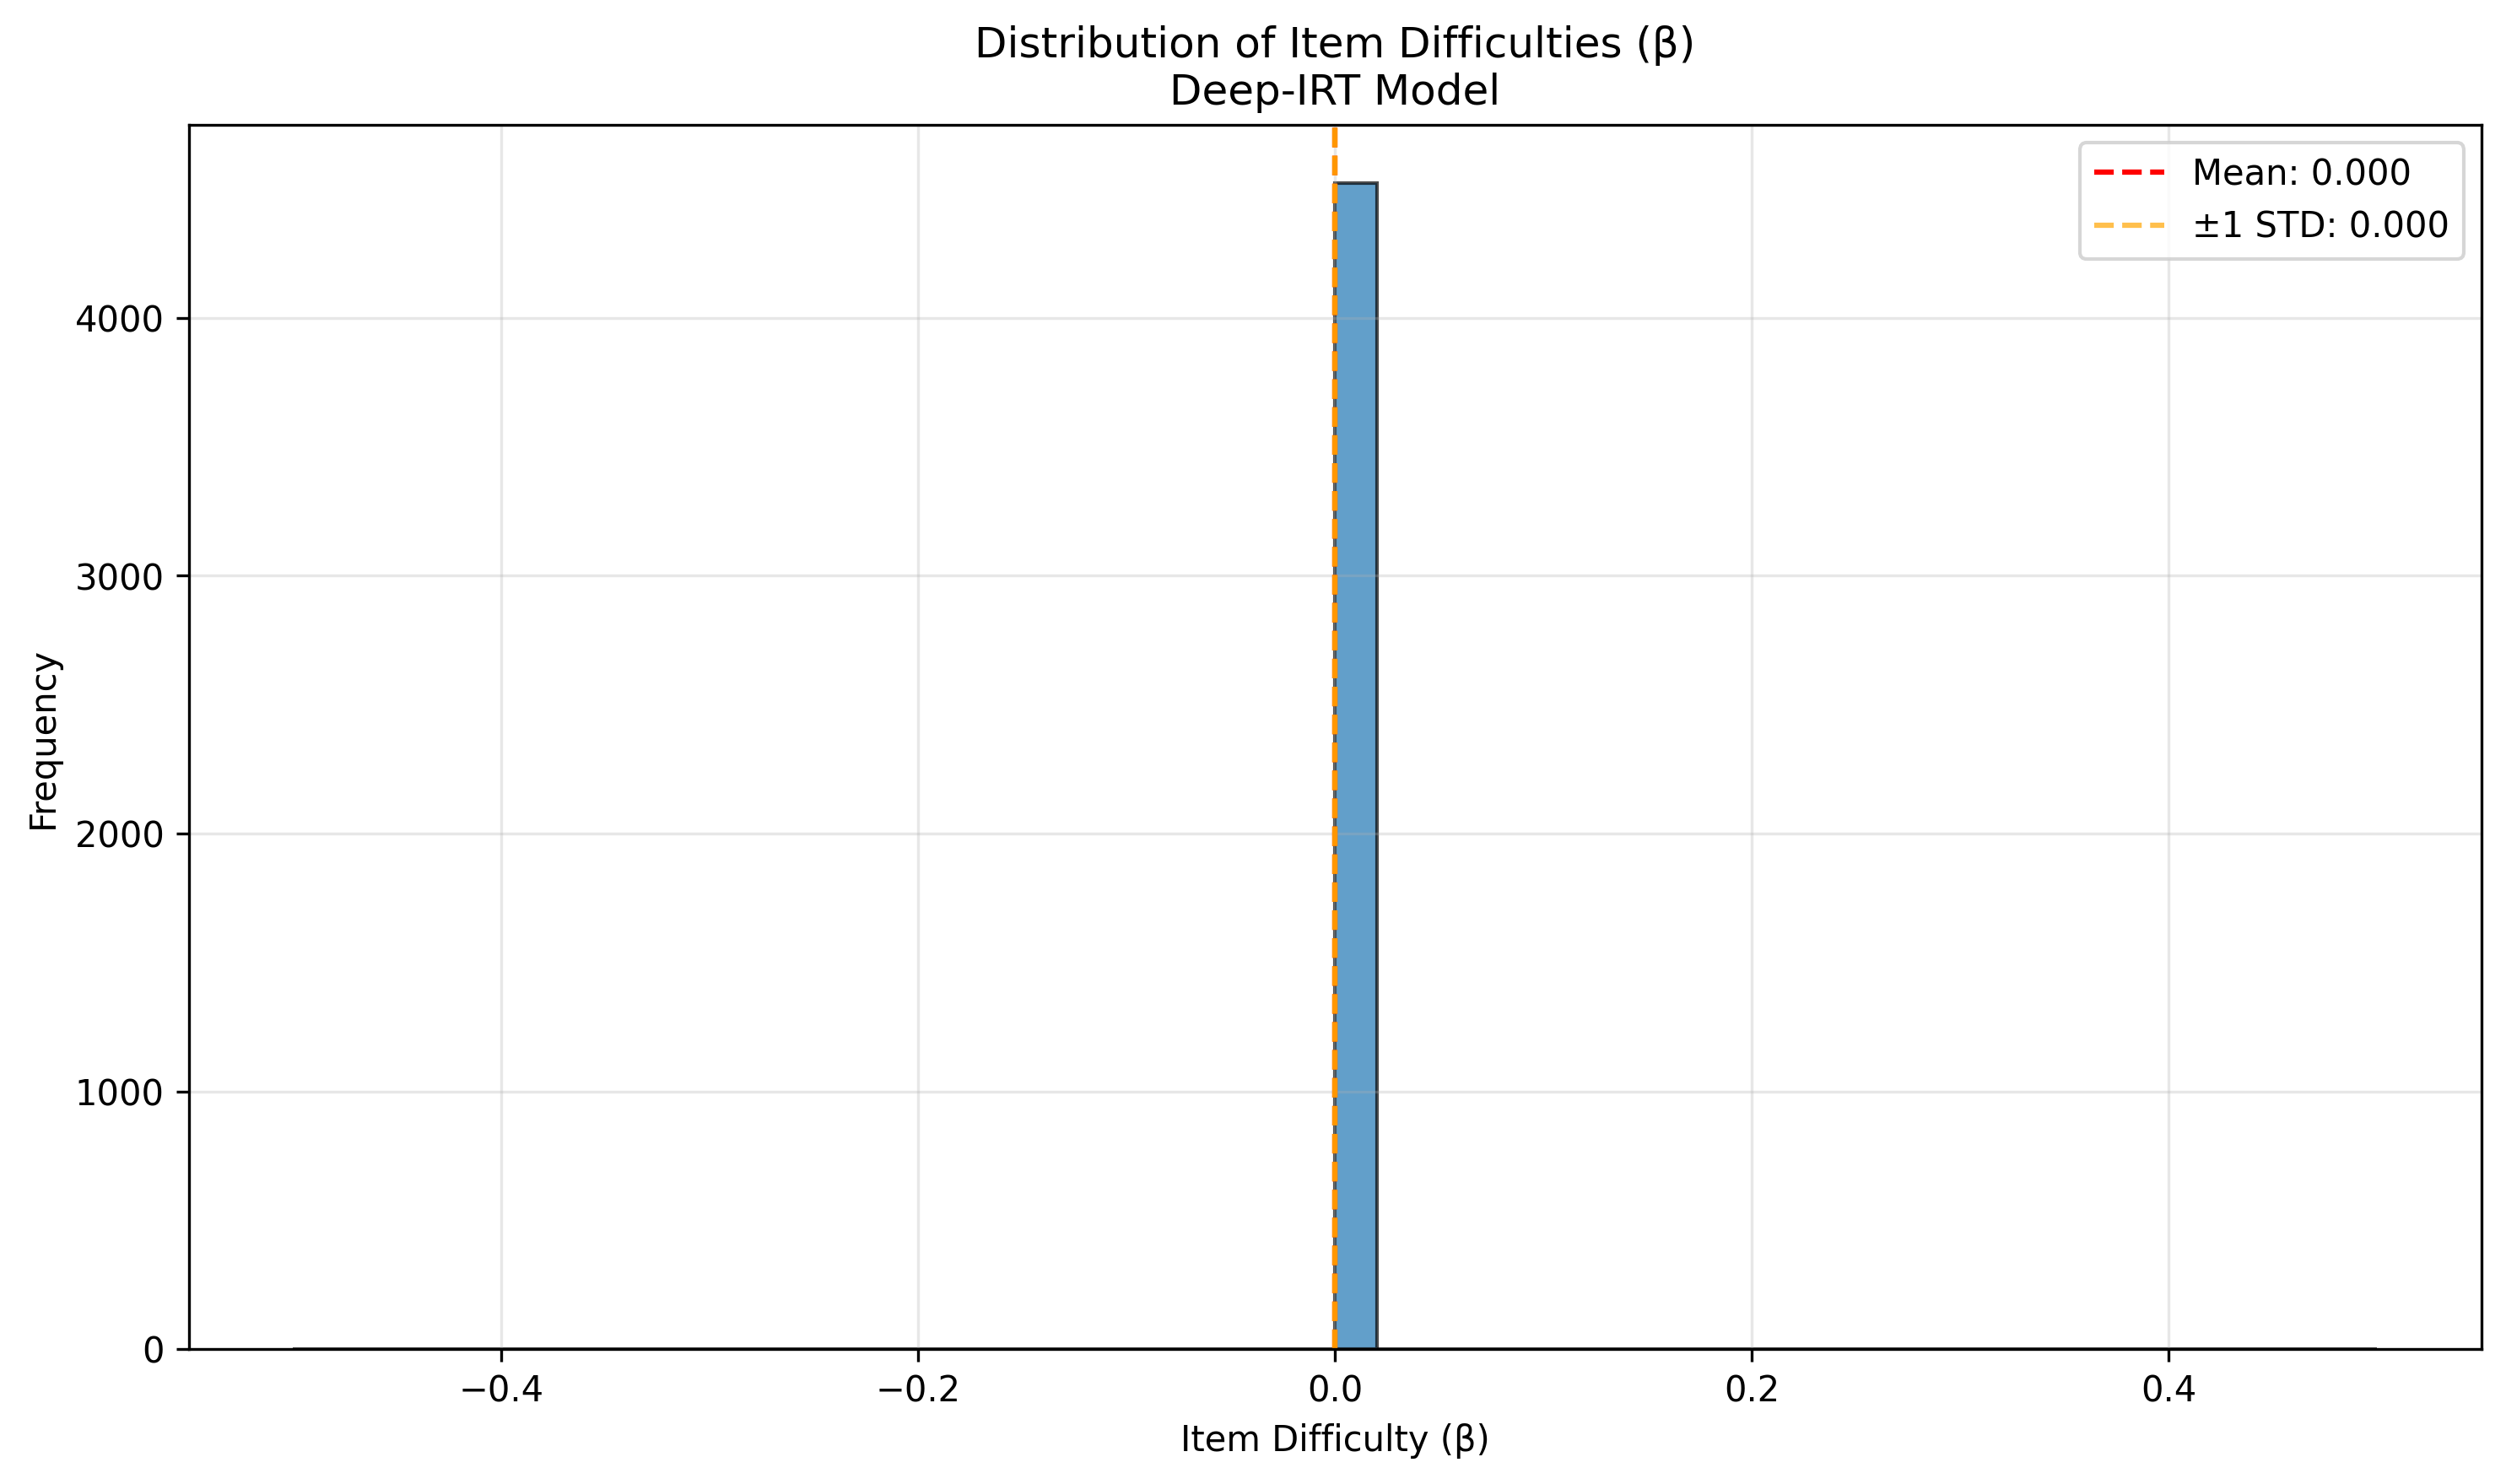 Distribution of Item Difficulties (β)
Deep-IRT Model
Mean: 0.000
±1 STD: 0.000
4000
3000
2000
1000
0
Frequency
−0.4
−0.2
0.0
0.2
0.4
Item Difficulty (β)